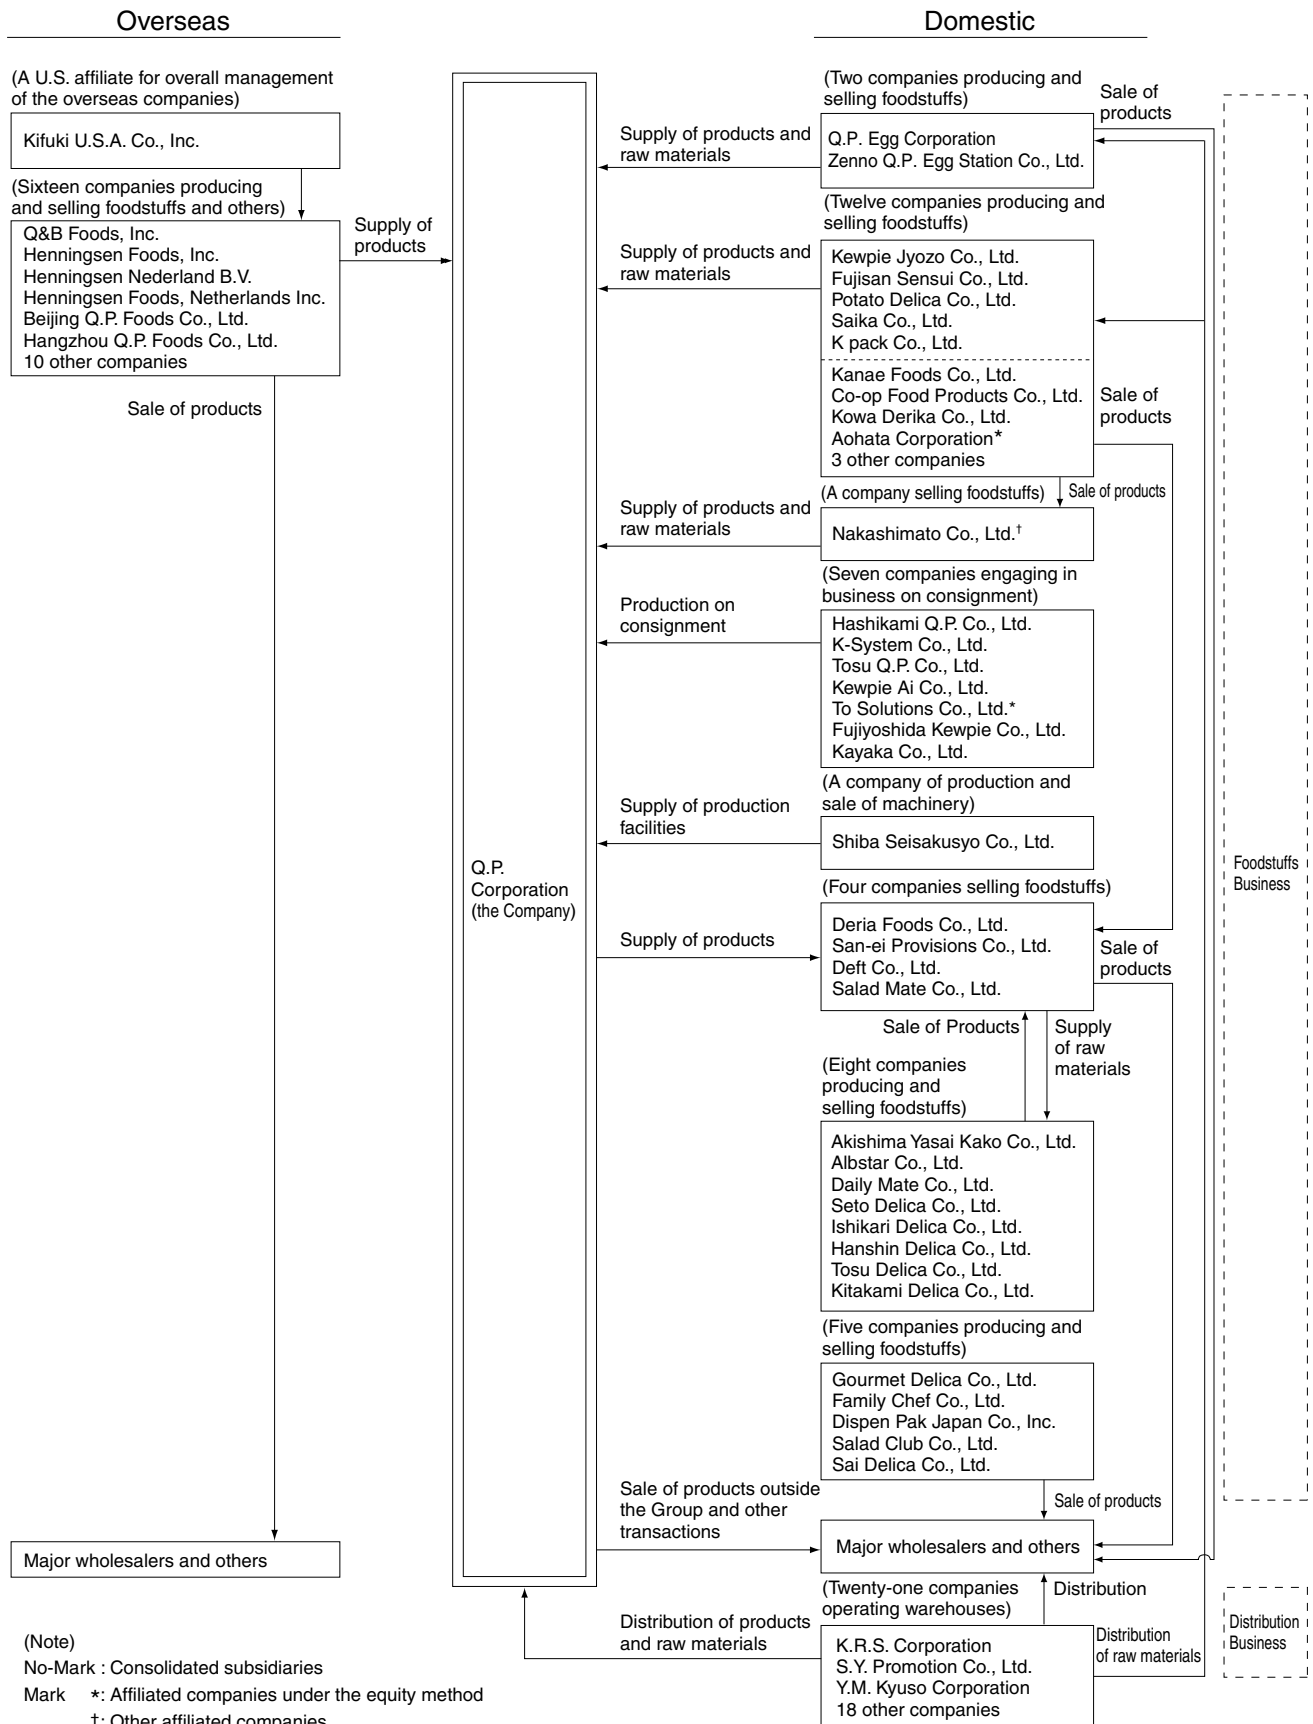 Overseas
(A U.S. affiliate for overall management
of the overseas companies)
Kifuki U.S.A. Co., Inc.
(Sixteen companies producing
and selling foodstuffs and others)
Q&B Foods, Inc.
Henningsen Foods, Inc.
Henningsen Nederland B.V.
Henningsen Foods, Netherlands Inc.
Beijing Q.P. Foods Co., Ltd.
Hangzhou Q.P. Foods Co., Ltd.
10 other companies
Supply of
products
Sale of products
Major wholesalers and others
Q.P.
Corporation
(the Company)
Domestic
(Two companies producing and
selling foodstuffs)
Sale of
products
Supply of products and
raw materials
Q.P. Egg Corporation
Zenno Q.P. Egg Station Co., Ltd.
(Twelve companies producing and
selling foodstuffs)
Supply of products and
raw materials
Kewpie Jyozo Co., Ltd.
Fujisan Sensui Co., Ltd.
Potato Delica Co., Ltd.
Saika Co., Ltd.
K pack Co., Ltd.
Kanae Foods Co., Ltd.
Co-op Food Products Co., Ltd.
Kowa Derika Co., Ltd.
Aohata Corporation*
3 other companies
Sale of
products
(A company selling foodstuffs)
Sale of products
Supply of products and
raw materials
Nakashimato Co., Ltd.†
(Seven companies engaging in
business on consignment)
Production on
consignment
Hashikami Q.P. Co., Ltd.
K-System Co., Ltd.
Tosu Q.P. Co., Ltd.
Kewpie Ai Co., Ltd.
To Solutions Co., Ltd.*
Fujiyoshida Kewpie Co., Ltd.
Kayaka Co., Ltd.
(A company of production and
sale of machinery)
Supply of production
facilities
Shiba Seisakusyo Co., Ltd.
(Four companies selling foodstuffs)
Supply of products
Deria Foods Co., Ltd.
San-ei Provisions Co., Ltd.
Deft Co., Ltd.
Salad Mate Co., Ltd.
Sale of
products
Sale of Products
Supply
of raw
materials
(Eight companies
producing and
selling foodstuffs)
Akishima Yasai Kako Co., Ltd.
Albstar Co., Ltd.
Daily Mate Co., Ltd.
Seto Delica Co., Ltd.
Ishikari Delica Co., Ltd.
Hanshin Delica Co., Ltd.
Tosu Delica Co., Ltd.
Kitakami Delica Co., Ltd.
(Five companies producing and
selling foodstuffs)
Gourmet Delica Co., Ltd.
Family Chef Co., Ltd.
Dispen Pak Japan Co., Inc.
Salad Club Co., Ltd.
Sai Delica Co., Ltd.
Sale of products outside
the Group and other
transactions
Sale of products
Major wholesalers and others
(Twenty-one companies
operating warehouses)
Distribution
Distribution of products
and raw materials
K.R.S. Corporation
S.Y. Promotion Co., Ltd.
Y.M. Kyuso Corporation
18 other companies
Distribution
of raw materials
Foodstuffs
Business
Distribution
Business
(Note)
No-Mark : Consolidated subsidiaries
Mark *: Affiliated companies under the equity method
†: Other affiliated companies